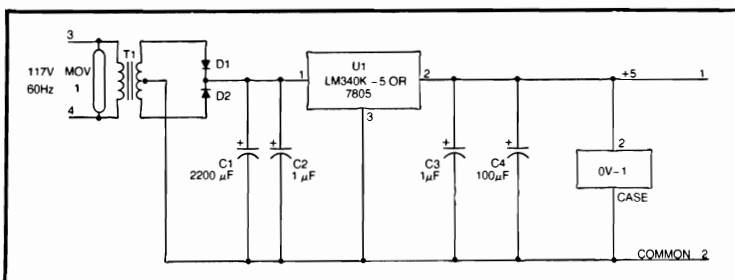 3
T1
117V
60Hz
MOV
1
4
D1
D2
1
U1
LM340K - 5 OR
7805
2
3
+5
1
+
C1
2200 µF
+
C2
1 µF
+
C3
1µF
+
C4
100µF
2
0V-1
CASE
COMMON 2